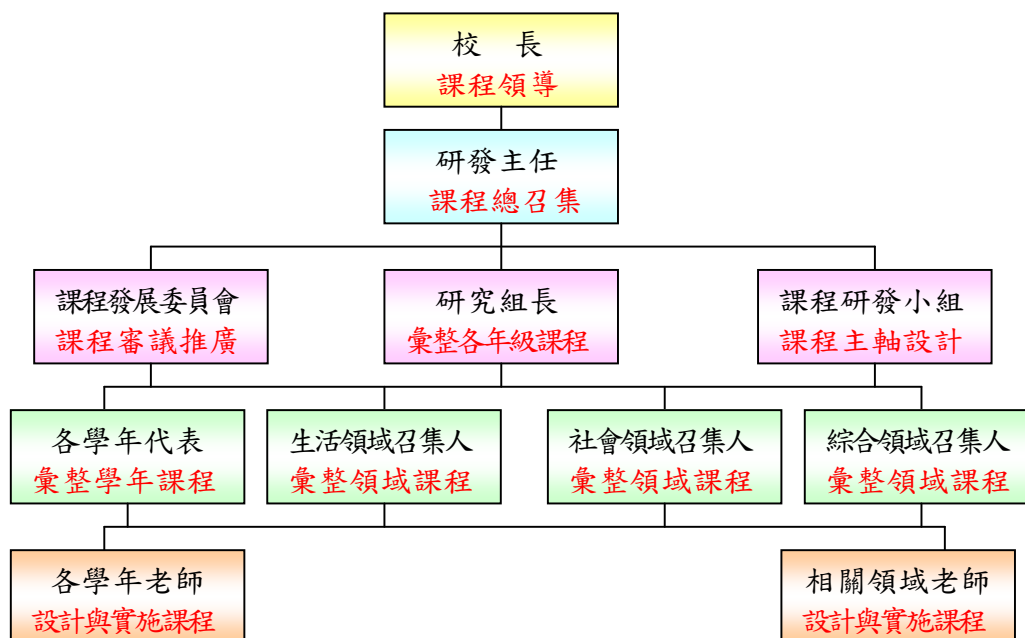 校　長
課程領導
研發主任
課程總召集
課程發展委員會
課程審議推廣
研究組長
彙整各年級課程
課程研發小組
課程主軸設計
各學年代表
彙整學年課程
生活領域召集人
彙整領域課程
社會領域召集人
彙整領域課程
綜合領域召集人
彙整領域課程
各學年老師
設計與實施課程
相關領域老師
設計與實施課程